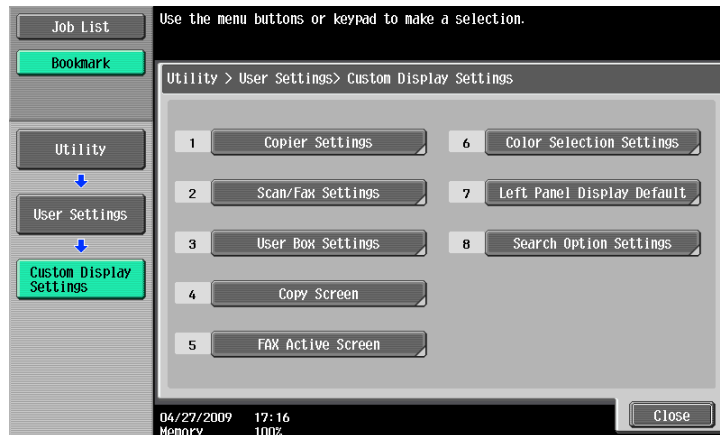 Job List
Bookmark
Utility
User Settings
Custom Display
Settings
Use the menu buttons or keypad to make a selection.
Utility > User Settings> Custom Display Settings
1 Copier Settings
2 Scan/Fax Settings
3 User Box Settings
4 Copy Screen
5 FAX Active Screen
6 Color Selection Settings
7 Left Panel Display Default
8 Search Option Settings
04/27/2009 17:16
Memory 100%
Close